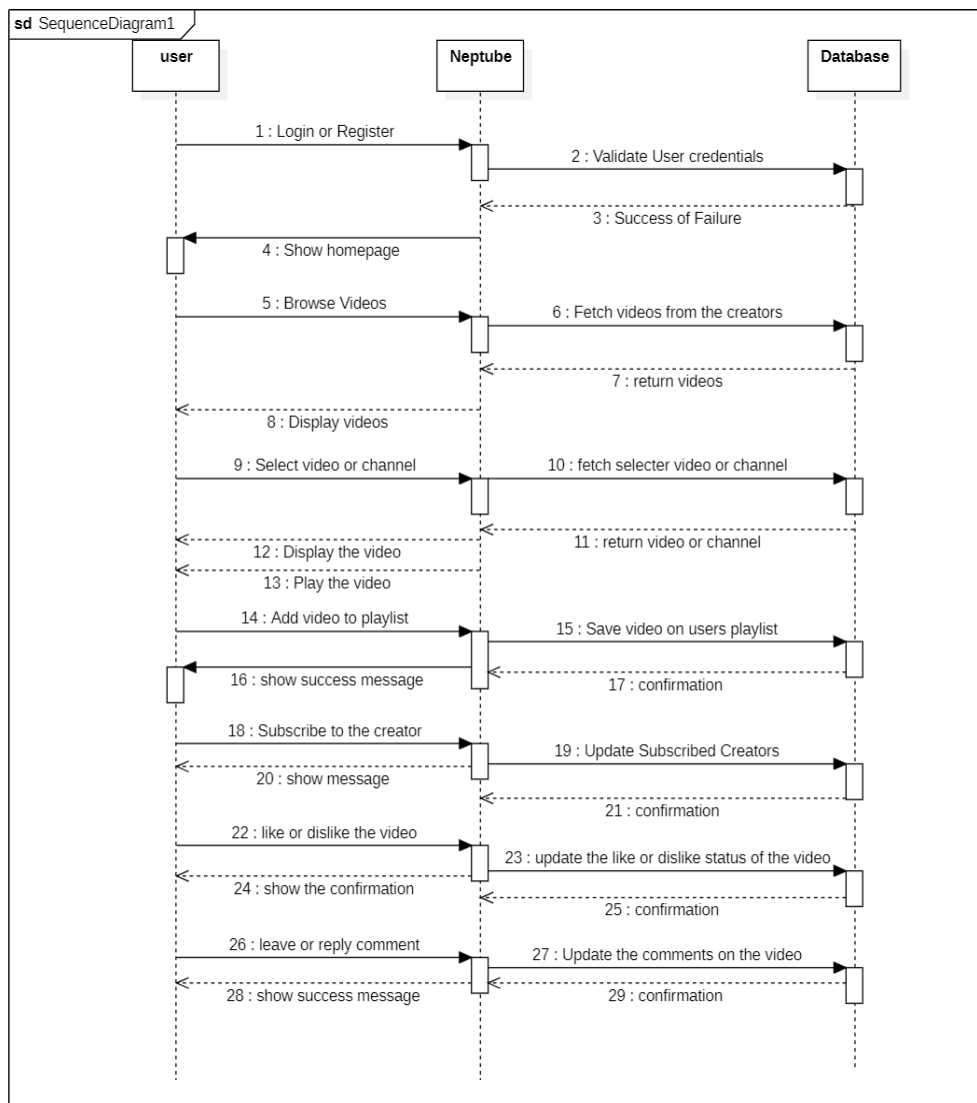 sd SequenceDiagram1
user
Neptube
Database
1 : Login or Register
2 : Validate User credentials
3 : Success of Failure
4 : Show homepage
5 : Browse Videos
6 : Fetch videos from the creators
7 : return videos
8 : Display videos
9 : Select video or channel
10 : fetch selecter video or channel
11 : return video or channel
12 : Display the video
13 : Play the video
14 : Add video to playlist
15 : Save video on users playlist
16 : show success message
17 : confirmation
18 : Subscribe to the creator
19 : Update Subscribed Creators
20 : show message
21 : confirmation
22 : like or dislike the video
23 : update the like or dislike status of the video
24 : show the confirmation
25 : confirmation
26 : leave or reply comment
27 : Update the comments on the video
28 : show success message
29 : confirmation